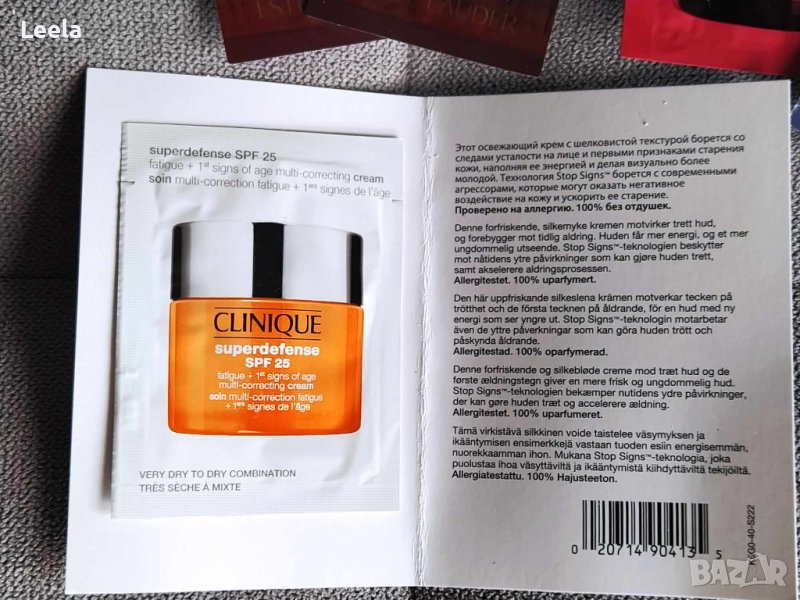 Leela
LAUDER
superdefense SPF 25
fatigue + 1st signs of age multi-correcting cream
soin multi-correction fatigue + 1ers signes de l'âge
CLINIQUE
superdefense
SPF 25
fatigue + 1st signs of age
multi-correcting cream
soin multi-correction fatigue
+ 1ers signes de l'âge
VERY DRY TO DRY COMBINATION
TRÈS SÈCHE À MIXTE
Этот освежающий крем с шелковистой текстурой борется со
следами усталости на лице и первыми признаками старения
кожи, наполняя ее энергией и делая визуально более
молодой. Технология Stop Signs™ борется с современными
агрессорами, которые могут оказать негативное
воздействие на кожу и ускорить ее старение.
Проверено на аллергию. 100% без отдушек.
Denne forfriskende, silkemyke kremen motvirker trett hud,
og forebygger mot tidlig aldring. Huden får mer energi, og et mer
ungdommelig utseende. Stop Signs™-teknologien beskytter
mot nåtidens ytre påvirkninger som kan gjøre huden trett,
samt akselerere aldringsprosessen.
Allergitestet. 100% uparfymert.
Den här uppfriskande silkeslena krämen motverkar tecken på
trötthet och de första tecknen på åldrande, för en hud med ny
energi som ser yngre ut. Stop Signs™-teknologin motarbetar
även de yttre påverkningar som kan göra huden trött och
påskynda åldrande.
Allergitestad. 100% oparfymerad.
Denne forfriskende og silkebløde creme mod træt hud og de
første ældningstegn giver en mere frisk og ungdommelig hud.
Stop Signs™-teknologien bekæmper nutidens ydre påvirkninger,
der kan gøre huden træt og accelerere ældning.
Allergitestet. 100% uparfumeret.
Tämä virkistävä silkkinen voide taistelee väsymyksen ja
ikääntymisen ensimerkkejä vastaan tuoden esiin energisemmän,
nuorekkaamman ihon. Mukana Stop Signs™-teknologia, joka
puolustaa ihoa väsyttäviltä ja ikääntymistä kiihdyttäviltä tekijöiltä.
Allergiatestattu. 100% Hajusteeton.
0 20714 90413 5
BAZAR